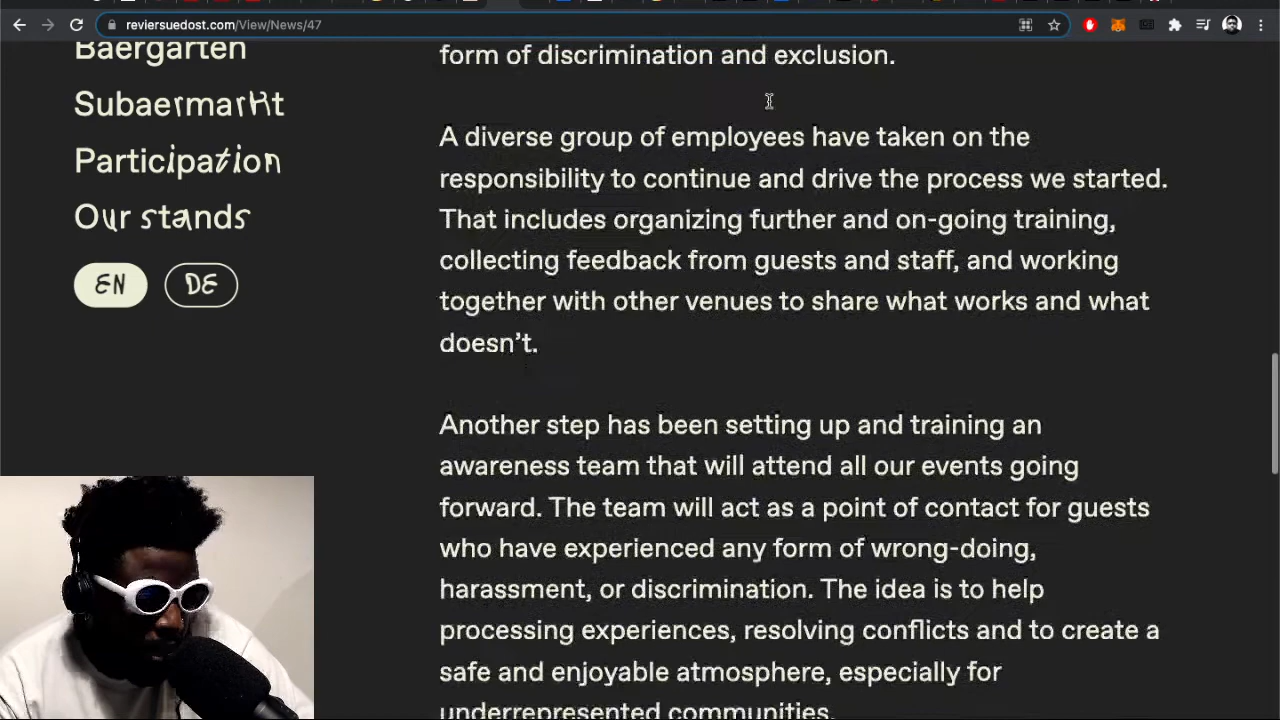 reviersuedost.com/View/News/47
Baergarten
Subaermarkt
Participation
Our stands
EN
DE
form of discrimination and exclusion.
A diverse group of employees have taken on the
responsibility to continue and drive the process we started.
That includes organizing further and on-going training,
collecting feedback from guests and staff, and working
together with other venues to share what works and what
doesn’t.
Another step has been setting up and training an
awareness team that will attend all our events going
forward. The team will act as a point of contact for guests
who have experienced any form of wrong-doing,
harassment, or discrimination. The idea is to help
processing experiences, resolving conflicts and to create a
safe and enjoyable atmosphere, especially for
underrepresented communities.